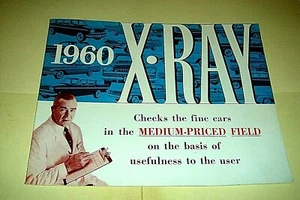 1960 X·RAY
Checks the fine cars
in the MEDIUM-PRICED FIELD
on the basis of
usefulness to the user